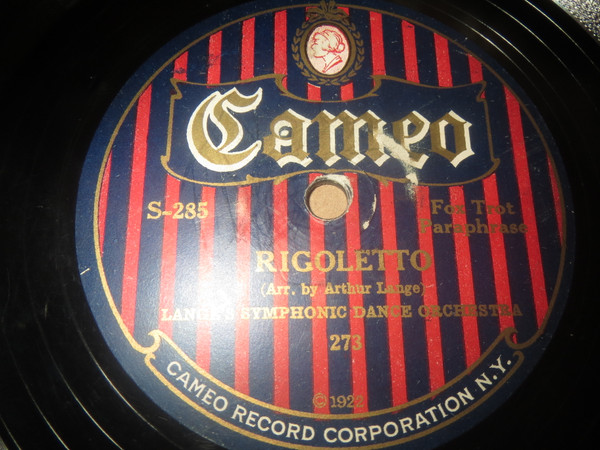 Cameo
S-285
Fox Trot
Paraphrase
RIGOLETTO
(Arr. by Arthur Lange)
LANGE'S SYMPHONIC DANCE ORCHESTRA
273
© 1922
CAMEO RECORD CORPORATION N.Y.